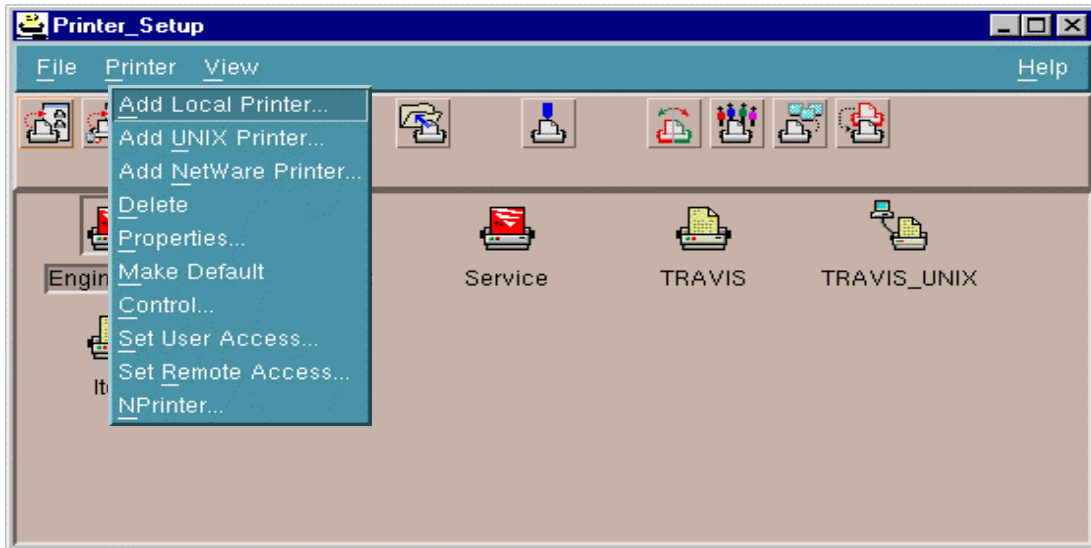 Printer_Setup
File Printer View Help
Add Local Printer...
Add UNIX Printer...
Add NetWare Printer...
Delete
Properties...
Make Default
Control...
Set User Access...
Set Remote Access...
NPrinter...
Service TRAVIS TRAVIS_UNIX